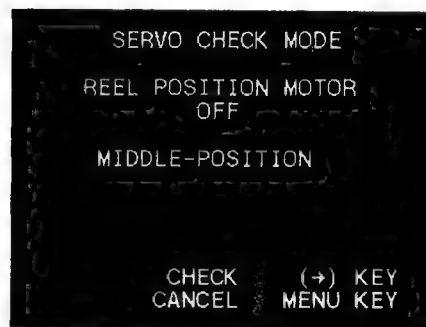 SERVO CHECK MODE
REEL POSITION MOTOR
OFF
MIDDLE-POSITION
CHECK (→) KEY
CANCEL MENU KEY